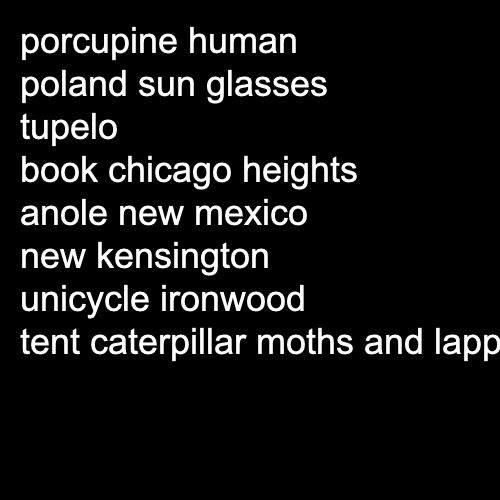 porcupine human
poland sun glasses
tupelo
book chicago heights
anole new mexico
new kensington
unicycle ironwood
tent caterpillar moths and lapp